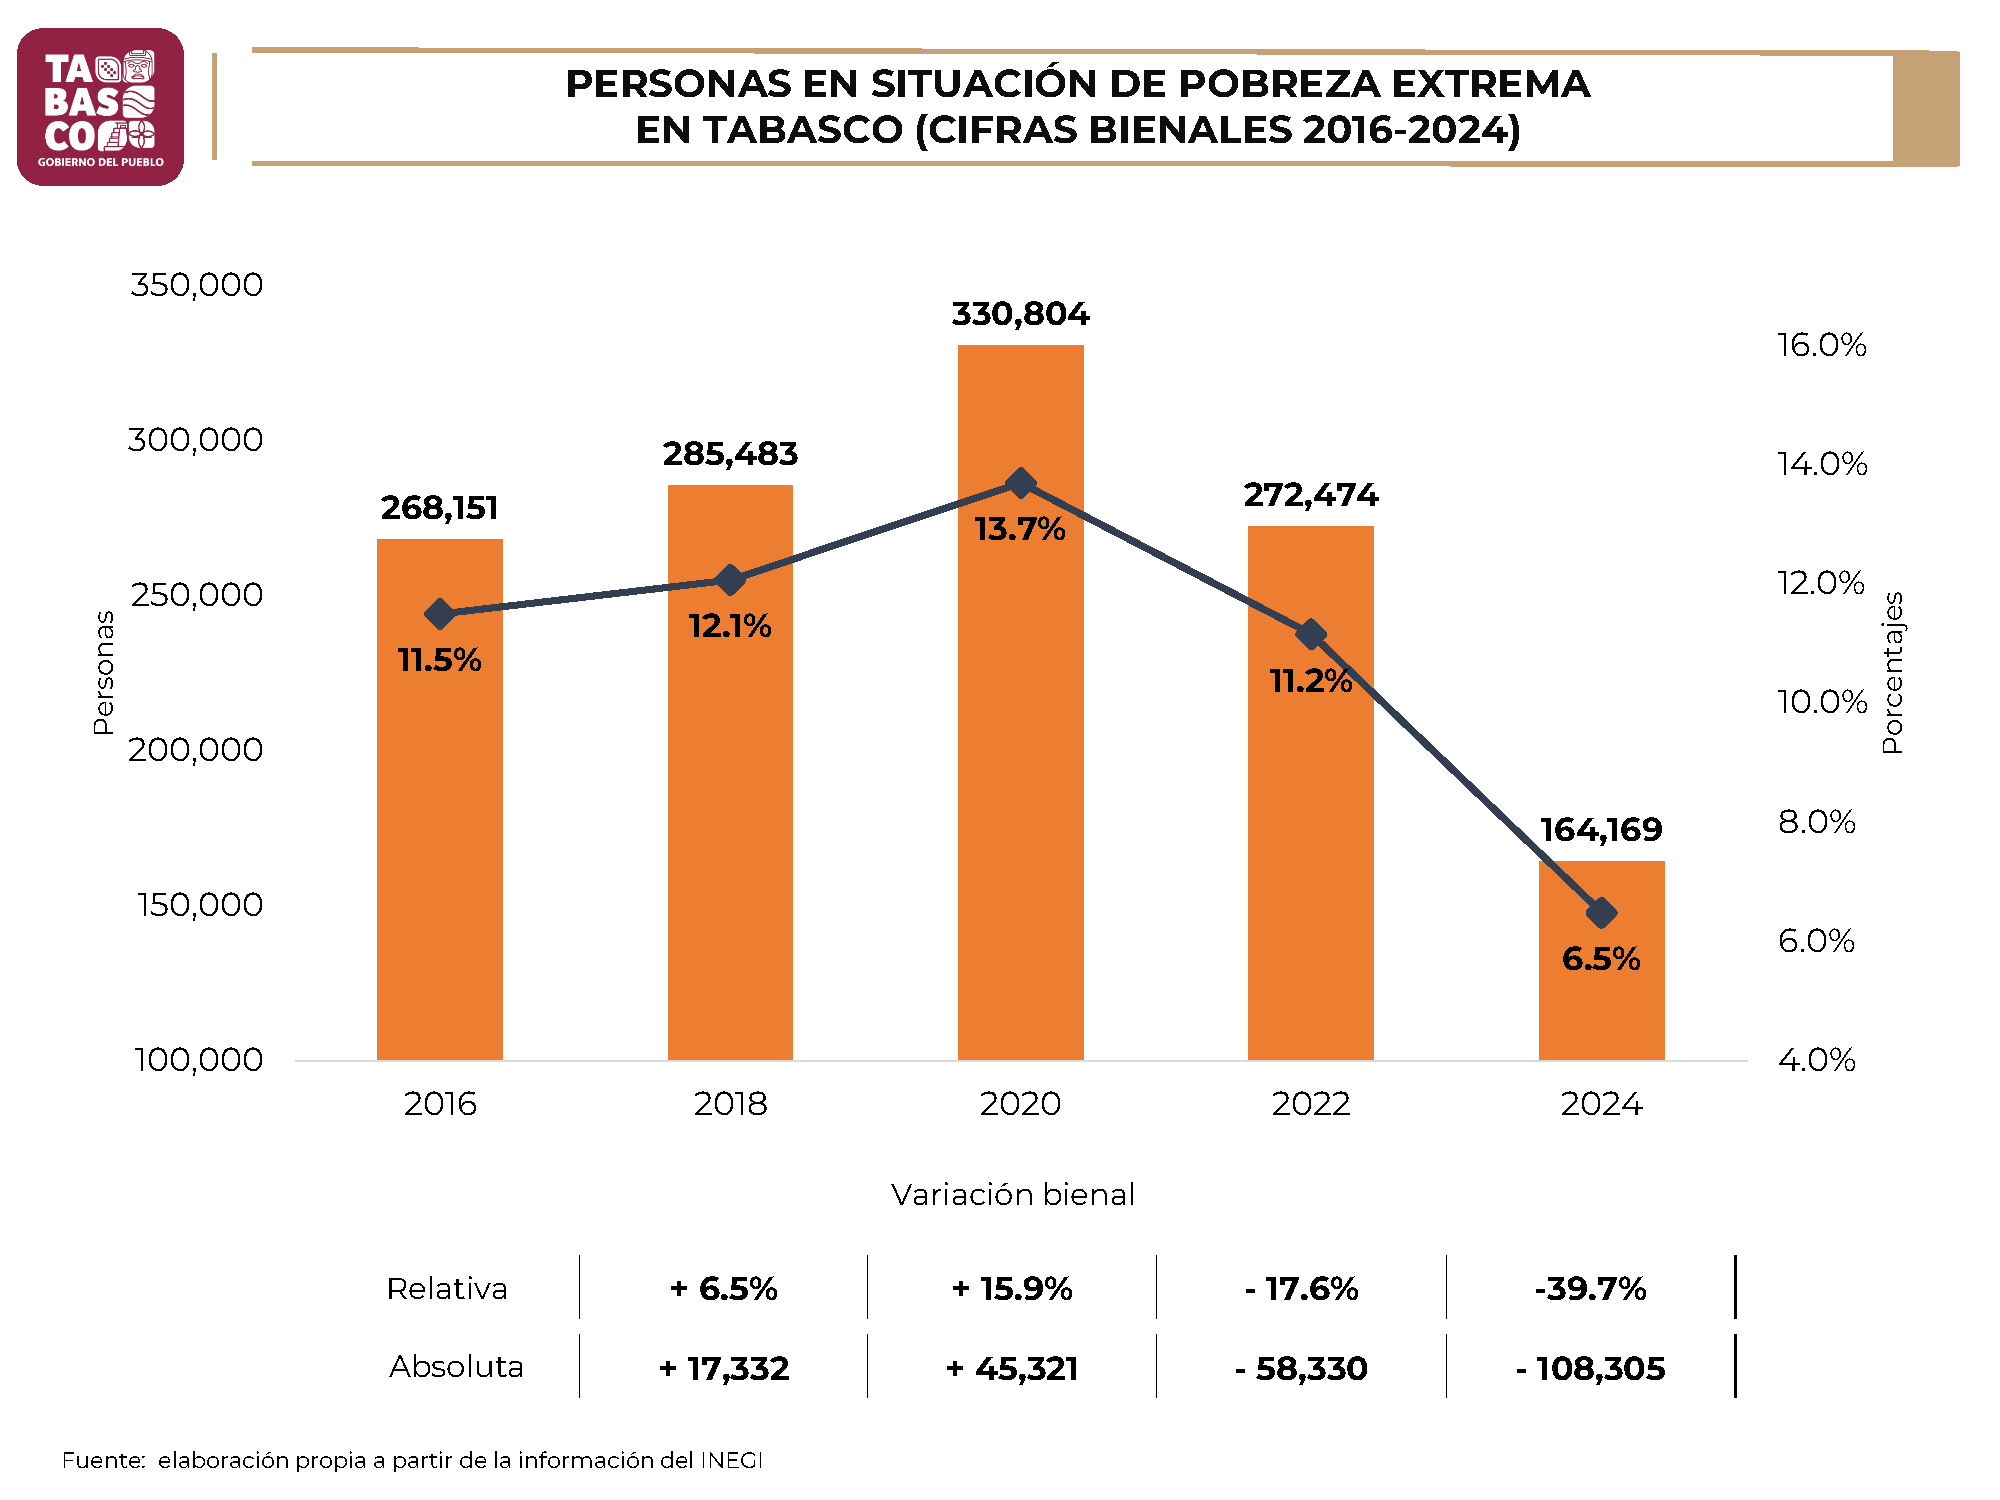 TA
BAS
CO
GOBIERNO DEL PUEBLO
PERSONAS EN SITUACIÓN DE POBREZA EXTREMA
EN TABASCO (CIFRAS BIENALES 2016-2024)
350,000
300,000
250,000
200,000
150,000
100,000
Personas
268,151
285,483
330,804
272,474
164,169
11.5%
12.1%
13.7%
11.2%
6.5%
16.0%
14.0%
12.0%
10.0%
8.0%
6.0%
4.0%
Porcentajes
2016 2018 2020 2022 2024
Variación bienal
Relativa + 6.5% + 15.9% - 17.6% -39.7%
Absoluta + 17,332 + 45,321 - 58,330 - 108,305
Fuente: elaboración propia a partir de la información del INEGI